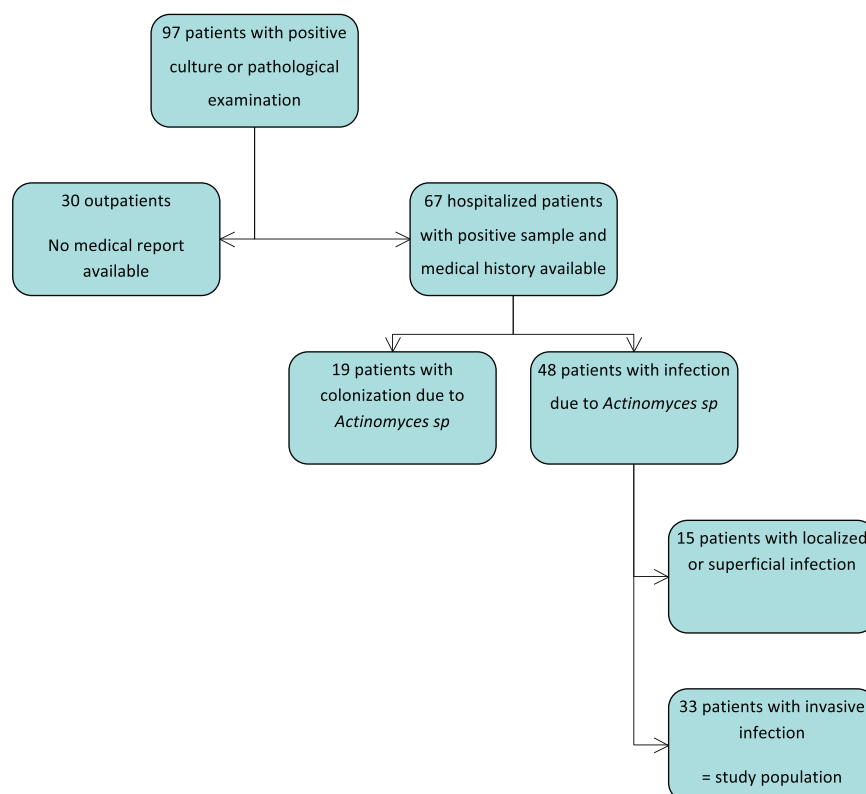 97 patients with positive
culture or pathological
examination
30 outpatients
No medical report
available
67 hospitalized patients
with positive sample and
medical history available
19 patients with
colonization due to
Actinomyces sp
48 patients with infection
due to Actinomyces sp
15 patients with localized
or superficial infection
33 patients with invasive
infection
= study population